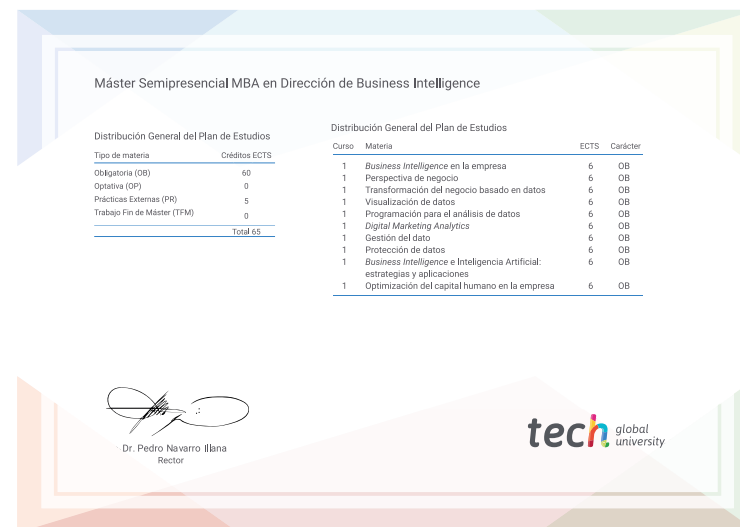 Máster Semipresencial MBA en Dirección de Business Intelligence
Distribución General del Plan de Estudios
Tipo de materia Créditos ECTS
Obligatoria (OB) 60
Optativa (OP) 0
Prácticas Externas (PR) 5
Trabajo Fin de Máster (TFM) 0
Total 65
Distribución General del Plan de Estudios
Curso Materia ECTS Carácter
1 Business Intelligence en la empresa 6 OB
1 Perspectiva de negocio 6 OB
1 Transformación del negocio basado en datos 6 OB
1 Visualización de datos 6 OB
1 Programación para el análisis de datos 6 OB
1 Digital Marketing Analytics 6 OB
1 Gestión del dato 6 OB
1 Protección de datos 6 OB
1 Business Intelligence e Inteligencia Artificial: 6 OB
estrategias y aplicaciones
1 Optimización del capital humano en la empresa 6 OB
Dr. Pedro Navarro Illana
Rector
tech global
university